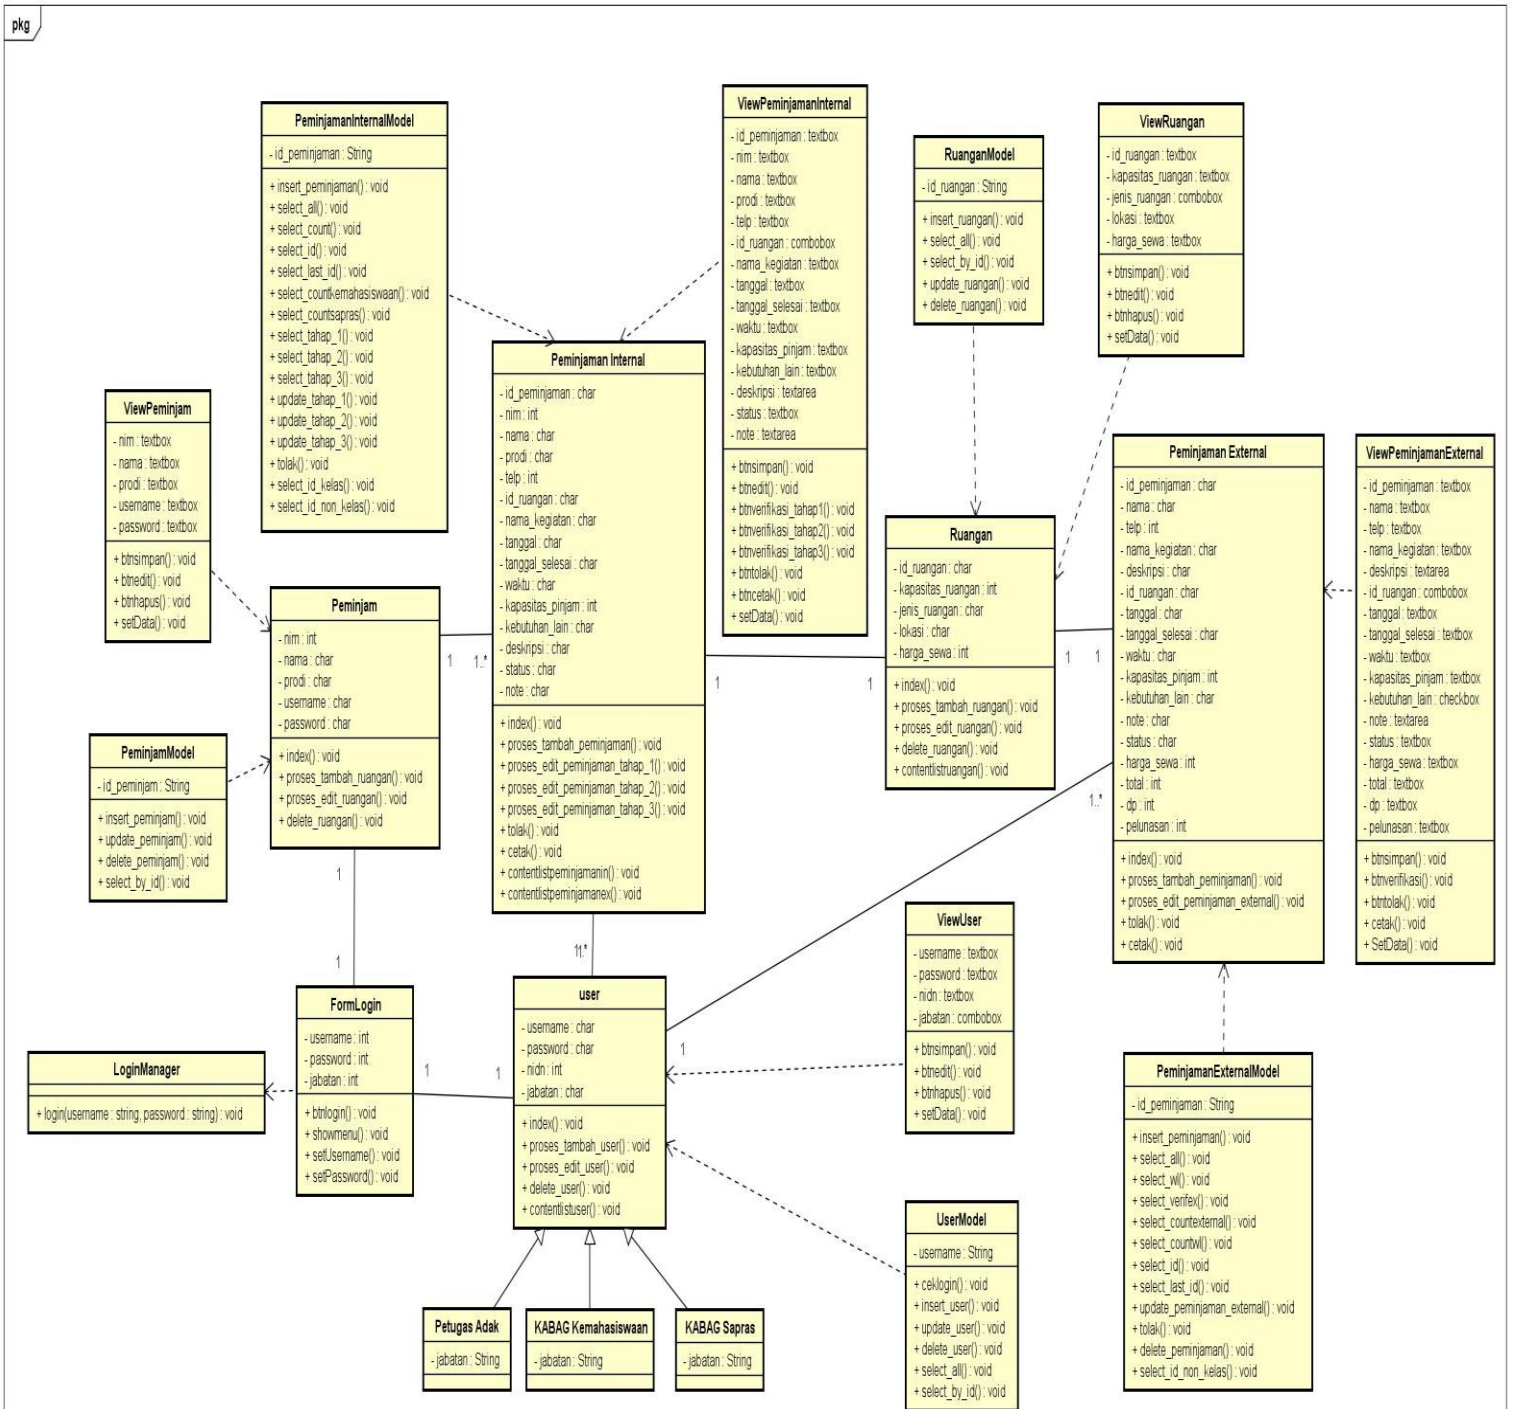 pkg
PeminjamanInternalModel
- id_peminjaman : String
+ insert_peminjaman() : void
+ select_all() : void
+ select_count() : void
+ select_id() : void
+ select_last_id() : void
+ select_countkemahasiswaan() : void
+ select_countsapras() : void
+ select_tahap_1() : void
+ select_tahap_2() : void
+ select_tahap_3() : void
+ update_tahap_1() : void
+ update_tahap_2() : void
+ update_tahap_3() : void
+ tolak() : void
+ select_id_kelas() : void
+ select_id_non_kelas() : void
ViewPeminjamanInternal
- id_peminjaman : textbox
- nim : textbox
- nama : textbox
- prodi : textbox
- telp : textbox
- id_ruangan : combobox
- nama_kegiatan : textbox
- tanggal : textbox
- tanggal_selesai : textbox
- waktu : textbox
- kapasitas_pinjam : textbox
- kebutuhan_lain : textbox
- deskripsi : textarea
- status : textbox
- note : textarea
+ btnsimpan() : void
+ btnedit() : void
+ btnverifikasi_tahap1() : void
+ btnverifikasi_tahap2() : void
+ btnverifikasi_tahap3() : void
+ btntolak() : void
+ btncetak() : void
+ setData() : void
RuanganModel
- id_ruangan : String
+ insert_ruangan() : void
+ select_all() : void
+ select_by_id() : void
+ update_ruangan() : void
+ delete_ruangan() : void
ViewRuangan
- id_ruangan : textbox
- kapasitas_ruangan : textbox
- jenis_ruangan : combobox
- lokasi : textbox
- harga_sewa : textbox
+ btnsimpan() : void
+ btnedit() : void
+ btnhapus() : void
+ setData() : void
ViewPeminjam
- nim : textbox
- nama : textbox
- prodi : textbox
- username : textbox
- password : textbox
+ btnsimpan() : void
+ btnedit() : void
+ btnhapus() : void
+ setData() : void
Peminjaman Internal
- id_peminjaman : char
- nim : int
- nama : char
- prodi : char
- telp : int
- id_ruangan : char
- nama_kegiatan : char
- tanggal : char
- tanggal_selesai : char
- waktu : char
- kapasitas_pinjam : int
- kebutuhan_lain : char
- deskripsi : char
- status : char
- note : char
+ index() : void
+ proses_tambah_peminjaman() : void
+ proses_edit_peminjaman_tahap_1() : void
+ proses_edit_peminjaman_tahap_2() : void
+ proses_edit_peminjaman_tahap_3() : void
+ tolak() : void
+ cetak() : void
+ contentlistpeminjamanin() : void
+ contentlistpeminjamanex() : void
Peminjaman External
- id_peminjaman : char
- nama : char
- telp : int
- nama_kegiatan : char
- deskripsi : char
- id_ruangan : char
- tanggal : char
- tanggal_selesai : char
- waktu : char
- kapasitas_pinjam : int
- kebutuhan_lain : char
- note : char
- status : char
- harga_sewa : int
- total : int
- dp : int
- pelunasan : int
+ index() : void
+ proses_tambah_peminjaman() : void
+ proses_edit_peminjaman_external() : void
+ tolak() : void
+ cetak() : void
ViewPeminjamanExternal
- id_peminjaman : textbox
- nama : textbox
- telp : textbox
- nama_kegiatan : textbox
- deskripsi : textarea
- id_ruangan : combobox
- tanggal : textbox
- tanggal_selesai : textbox
- waktu : textbox
- kapasitas_pinjam : textbox
- kebutuhan_lain : checkbox
- note : textarea
- status : textbox
- harga_sewa : textbox
- total : textbox
- dp : textbox
- pelunasan : textbox
+ btnsimpan() : void
+ btnverifikasi() : void
+ btntolak() : void
+ cetak() : void
+ SetData() : void
Ruangan
- id_ruangan : char
- kapasitas_ruangan : int
- jenis_ruangan : char
- lokasi : char
- harga_sewa : int
+ index() : void
+ proses_tambah_ruangan() : void
+ proses_edit_ruangan() : void
+ delete_ruangan() : void
+ contentlistruangan() : void
Peminjam
- nim : int
- nama : char
- prodi : char
- username : char
- password : char
+ index() : void
+ proses_tambah_ruangan() : void
+ proses_edit_ruangan() : void
+ delete_ruangan() : void
1
1..*
1
1
1
1
PeminjamModel
- id_peminjam : String
+ insert_peminjam() : void
+ update_peminjam() : void
+ delete_peminjam() : void
+ select_by_id() : void
1..*
1
1
11..*
ViewUser
- username : textbox
- password : textbox
- nidn : textbox
- jabatan : combobox
+ btnsimpan() : void
+ btnedit() : void
+ btnhapus() : void
+ setData() : void
FormLogin
- username : int
- password : int
- jabatan : int
+ btnlogin() : void
+ showmenu() : void
+ setUsername() : void
+ setPassword() : void
user
- username : char
- password : char
- nidn : int
- jabatan : char
+ index() : void
+ proses_tambah_user() : void
+ proses_edit_user() : void
+ delete_user() : void
+ contentlistuser() : void
1
1
1
LoginManager
+ login(username : string, password : string) : void
PeminjamanExternalModel
- id_peminjaman : String
+ insert_peminjaman() : void
+ select_all() : void
+ select_wl() : void
+ select_verifex() : void
+ select_countexternal() : void
+ select_countwl() : void
+ select_id() : void
+ select_last_id() : void
+ update_peminjaman_external() : void
+ tolak() : void
+ delete_peminjaman() : void
+ select_id_non_kelas() : void
UserModel
- username : String
+ ceklogin() : void
+ insert_user() : void
+ update_user() : void
+ delete_user() : void
+ select_all() : void
+ select_by_id() : void
Petugas Adak
- jabatan : String
KABAG Kemahasiswaan
- jabatan : String
KABAG Sapras
- jabatan : String